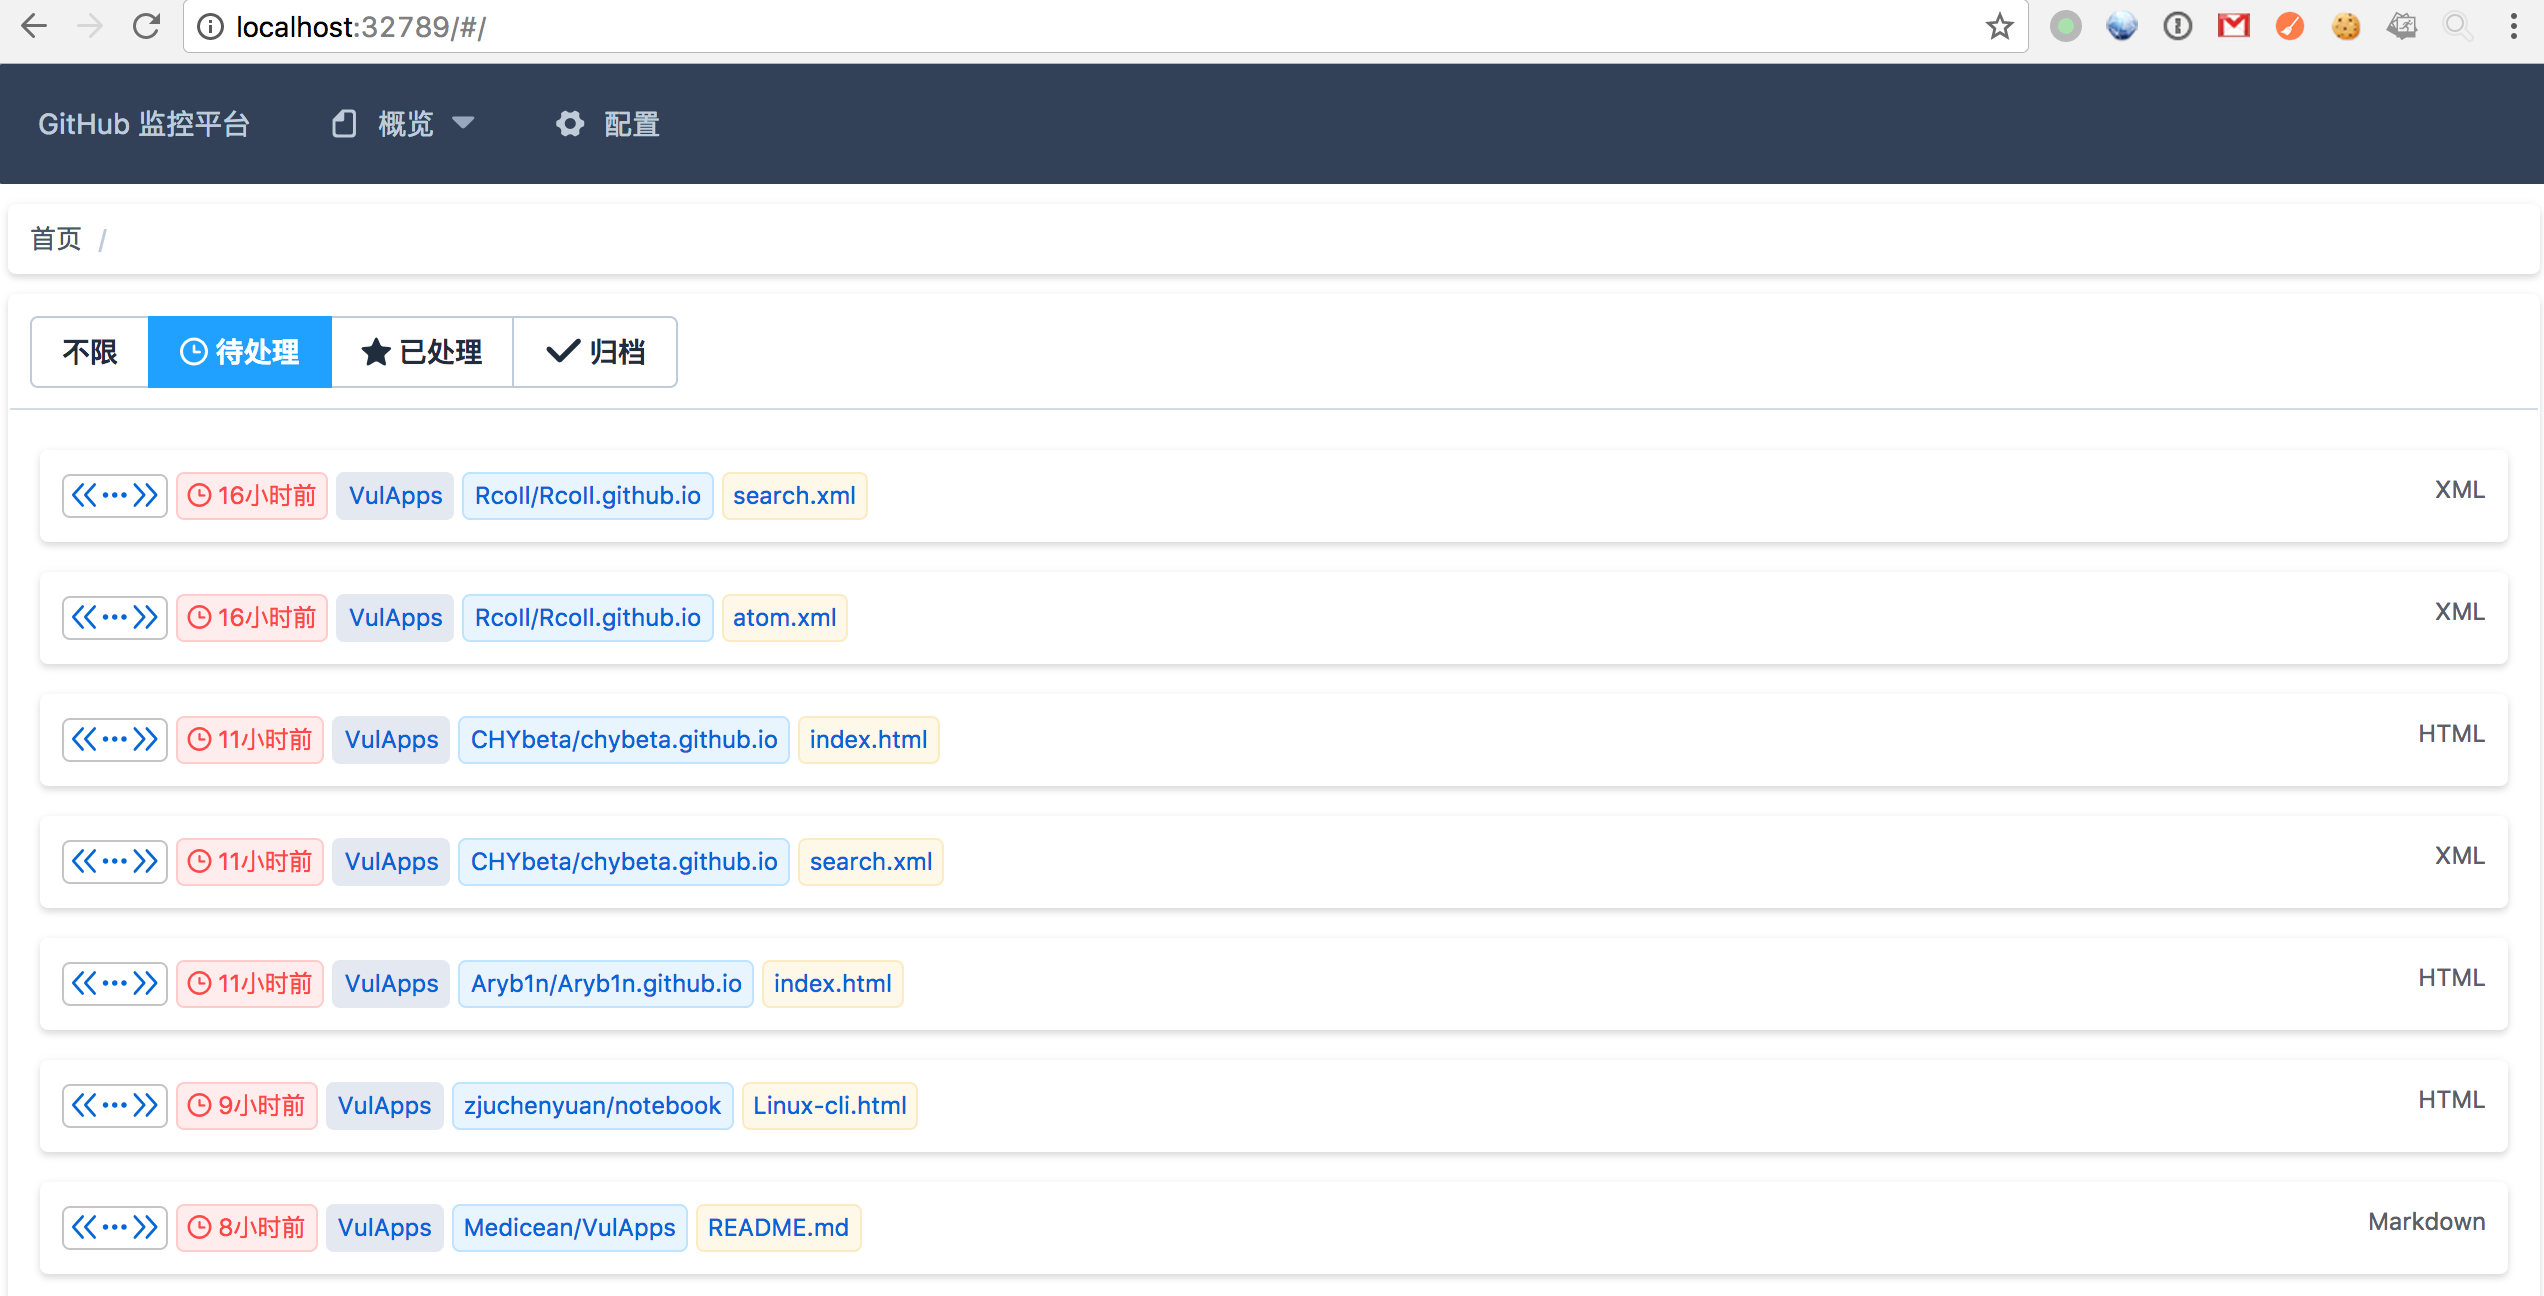 localhost:32789/#/
GitHub 监控平台 概览 配置
首页 /
不限 待处理 已处理 归档
16小时前 VulApps Rcoll/Rcoll.github.io search.xml XML
16小时前 VulApps Rcoll/Rcoll.github.io atom.xml XML
11小时前 VulApps CHYbeta/chybeta.github.io index.html HTML
11小时前 VulApps CHYbeta/chybeta.github.io search.xml XML
11小时前 VulApps Aryb1n/Aryb1n.github.io index.html HTML
9小时前 VulApps zjuchenyuan/notebook Linux-cli.html HTML
8小时前 VulApps Medicean/VulApps README.md Markdown